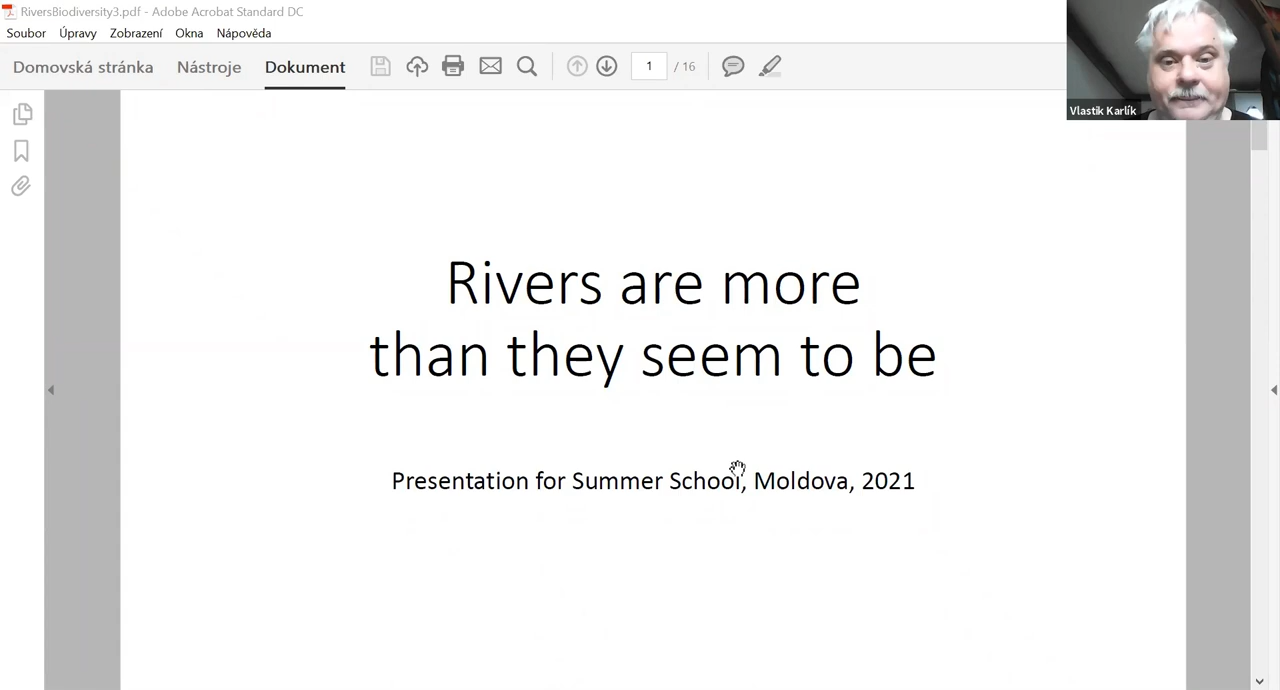 RiversBiodiversity3.pdf - Adobe Acrobat Standard DC
Soubor Úpravy Zobrazení Okna Nápověda
Domovská stránka Nástroje Dokument 1 / 16
Vlastik Karlík
Rivers are more
than they seem to be
Presentation for Summer School, Moldova, 2021